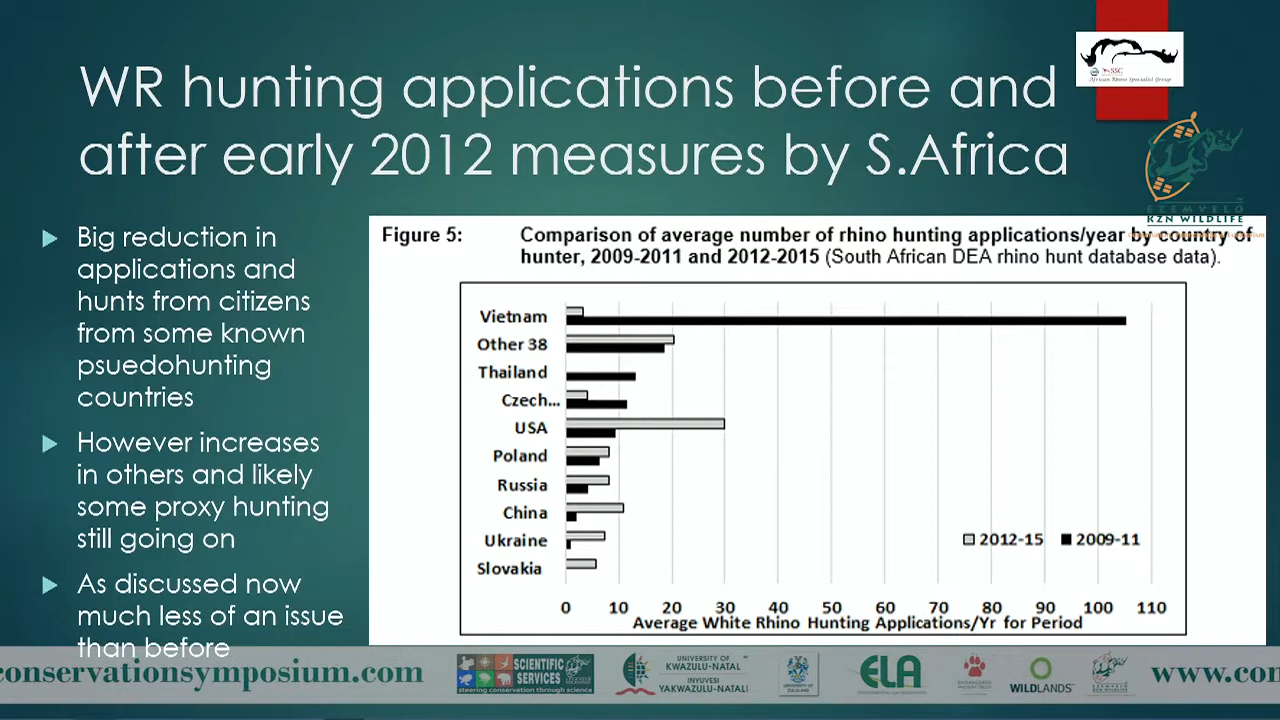 WR hunting applications before and
after early 2012 measures by S.Africa
SSC
African Rhino Specialist Group
EZEMVELO
KZN WILDLIFE
Big reduction in
applications and
hunts from citizens
from some known
psuedohunting
countries
However increases
in others and likely
some proxy hunting
still going on
As discussed now
much less of an issue
than before
Figure 5: Comparison of average number of rhino hunting applications/year by country of
hunter, 2009-2011 and 2012-2015 (South African DEA rhino hunt database data).
Vietnam
Other 38
Thailand
Czech...
USA
Poland
Russia
China
Ukraine
Slovakia
2012-15 2009-11
0 10 20 30 40 50 60 70 80 90 100 110
Average White Rhino Hunting Applications/Yr for Period
conservationsymposium.com
SCIENTIFIC
SERVICES
steering conservation through science
UNIVERSITY OF
KWAZULU-NATAL
INYUVESI
YAKWAZULU-NATALI
ELA
WILDLANDS
www.con